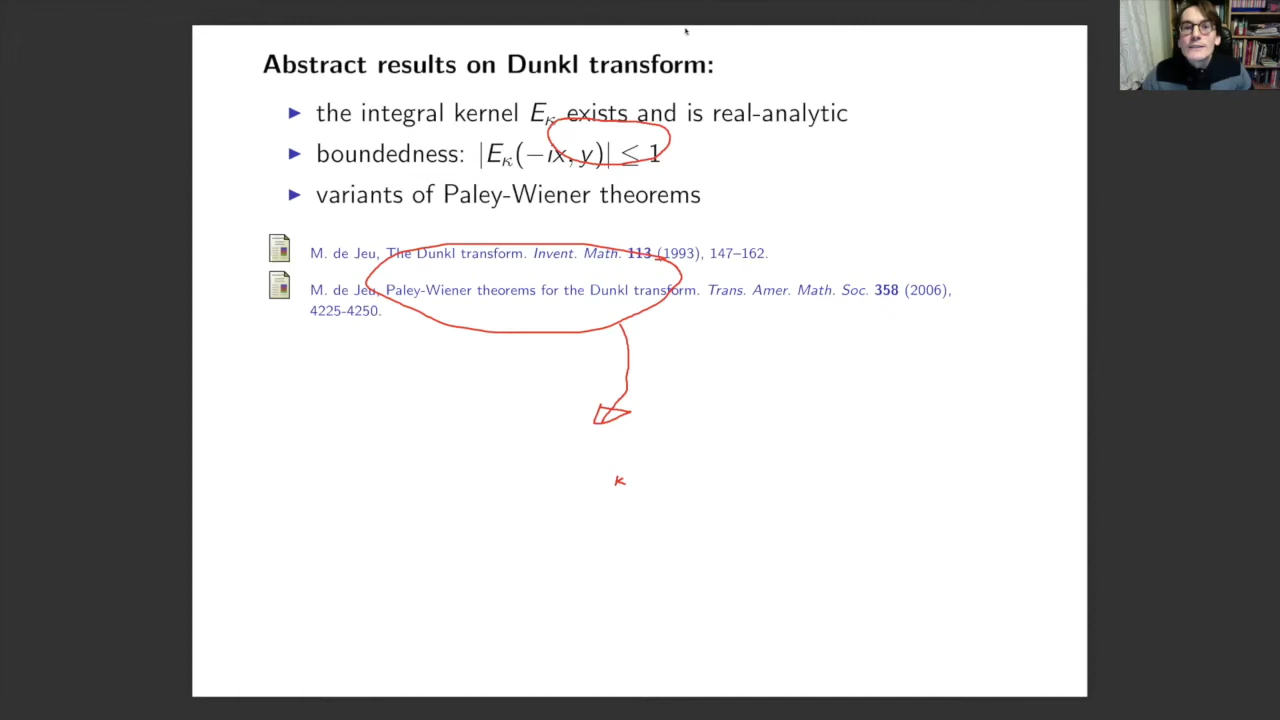 Abstract results on Dunkl transform:
▶ the integral kernel Eκ exists and is real-analytic
▶ boundedness: |Eκ(−ix, y)| ≤ 1
▶ variants of Paley-Wiener theorems
M. de Jeu, The Dunkl transform. Invent. Math. 113 (1993), 147–162.
M. de Jeu, Paley-Wiener theorems for the Dunkl transform. Trans. Amer. Math. Soc. 358 (2006),
4225-4250.
κ